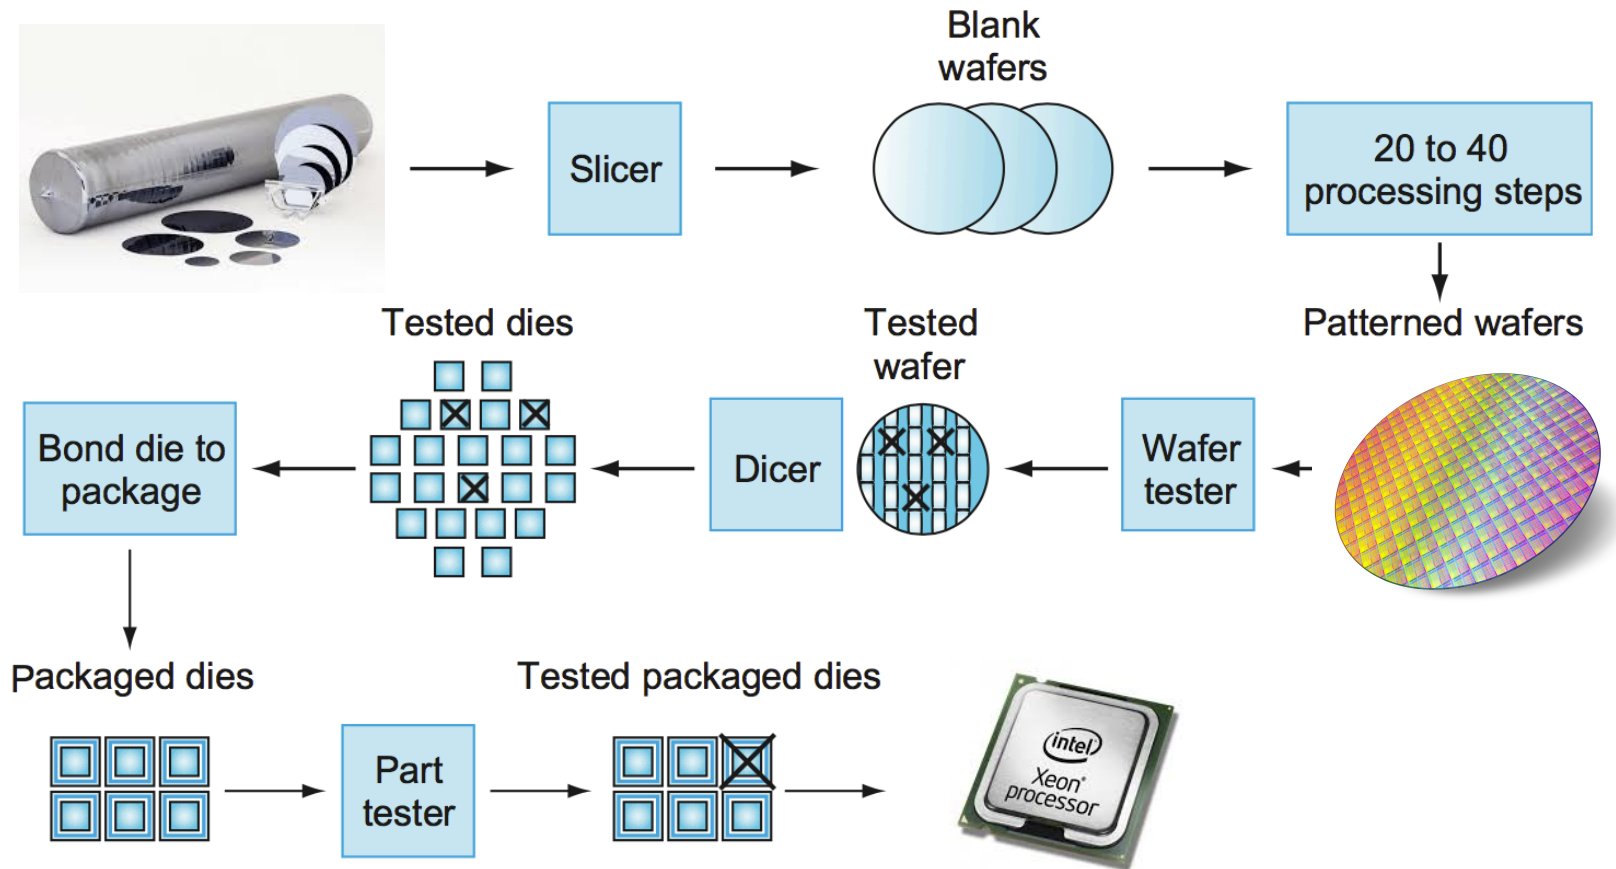 Blank
wafers
Slicer
20 to 40
processing steps
Tested dies
Tested
wafer
Patterned wafers
Bond die to
package
Dicer
Wafer
tester
Packaged dies
Tested packaged dies
Part
tester
intel
Xeon®
processor